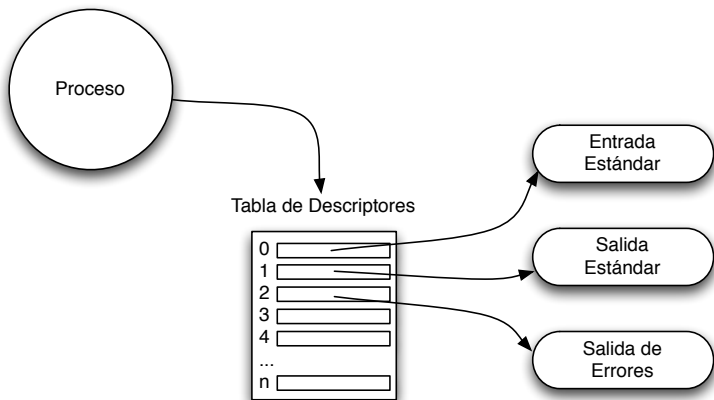 Proceso
Entrada
Estándar
Tabla de Descriptores
0
1
2
3
4
...
n
Salida
Estándar
Salida de
Errores